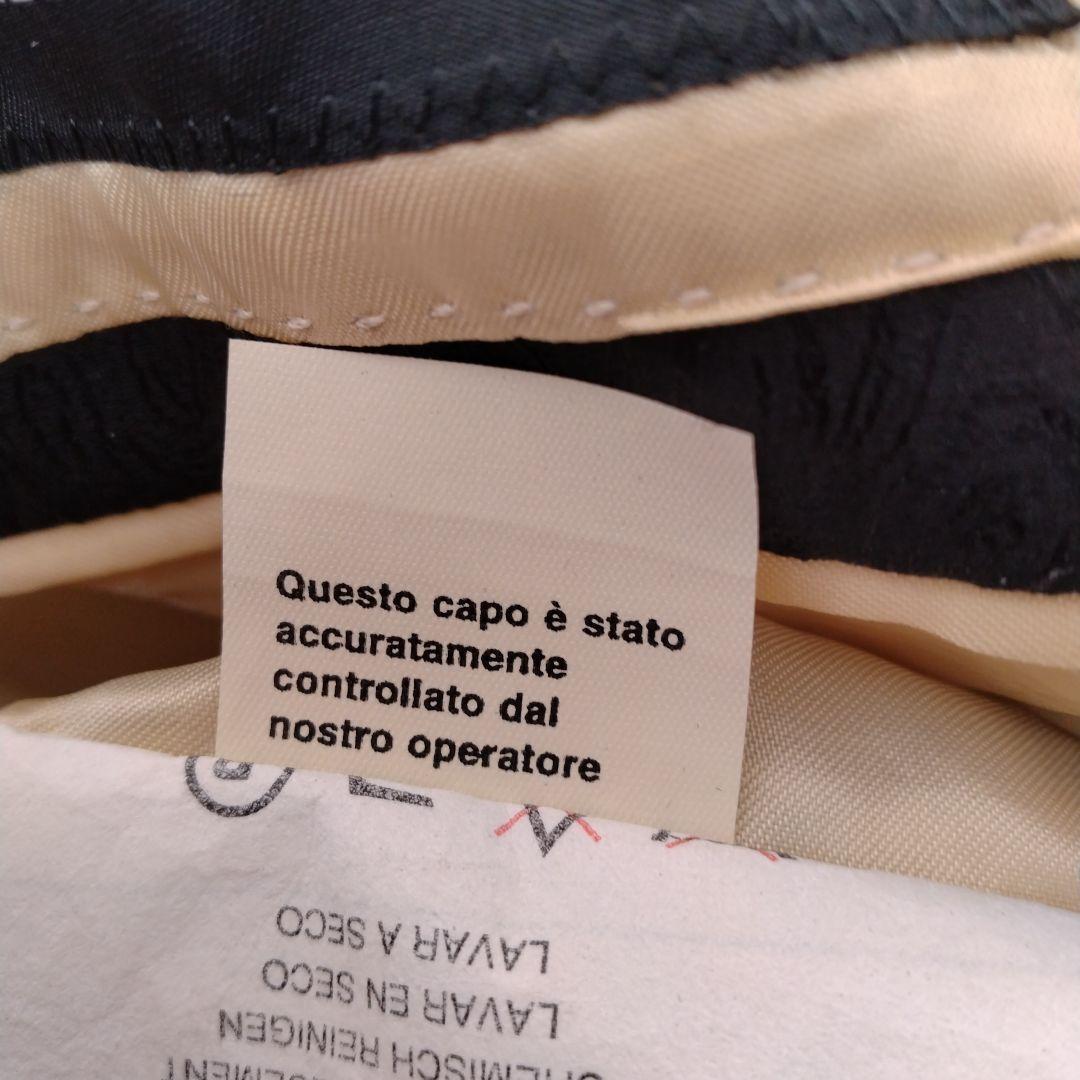 Questo capo è stato
accuratamente
controllato dal
nostro operatore
LAVAR A SECO
LAVAR EN SECO
CHEMISCH REINIGEN